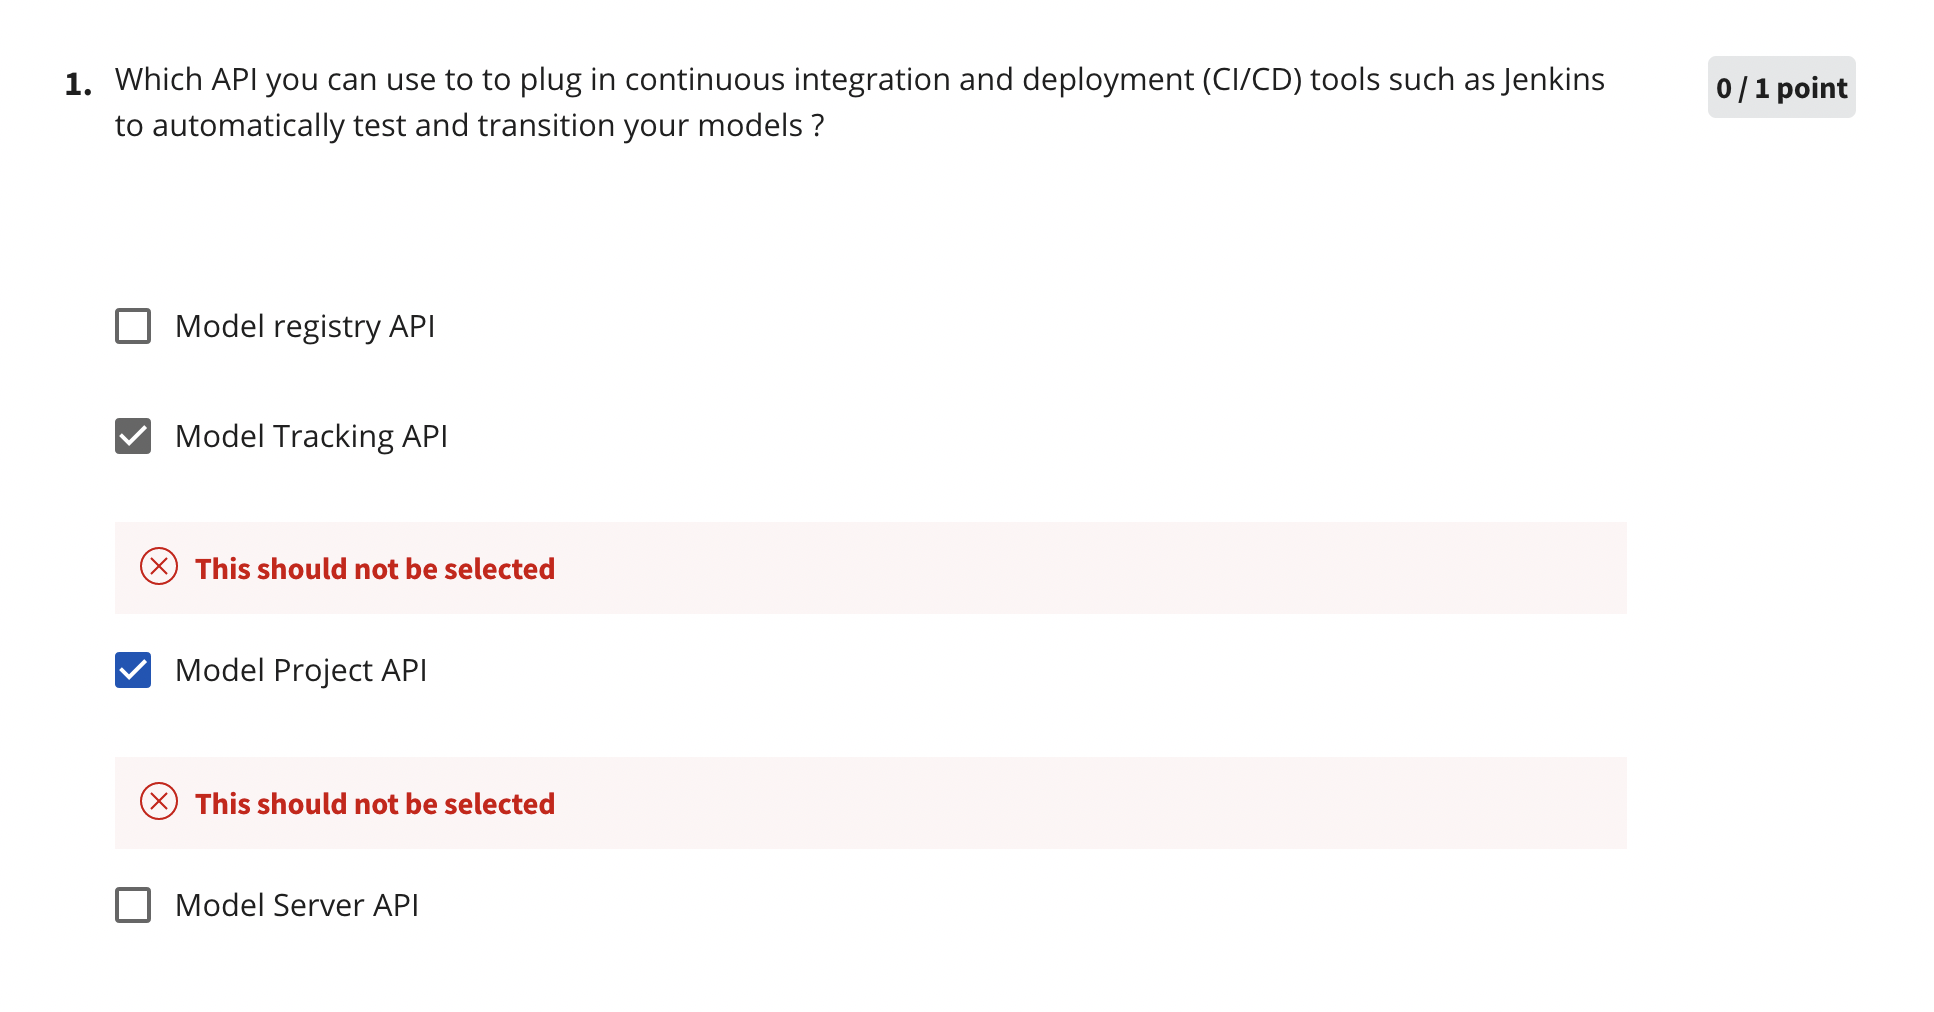 1. Which API you can use to to plug in continuous integration and deployment (CI/CD) tools such as Jenkins
to automatically test and transition your models ?
0 / 1 point
Model registry API
Model Tracking API
This should not be selected
Model Project API
This should not be selected
Model Server API